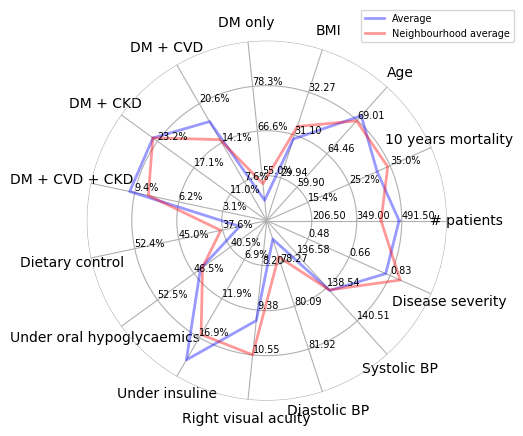 Average
Neighbourhood average
DM only
BMI
DM + CVD
Age
DM + CKD
10 years mortality
DM + CVD + CKD
# patients
Dietary control
Disease severity
Under oral hypoglycaemics
Systolic BP
Under insuline
Diastolic BP
Right visual acuity
78.3%
66.6%
55.0%
32.27
31.10
29.94
69.01
64.46
59.90
35.0%
25.2%
15.4%
206.50
349.00
491.50
0.48
0.66
0.83
136.58
138.54
140.51
78.27
80.09
81.92
8.20
9.38
10.55
6.9%
11.9%
16.9%
40.5%
46.5%
52.5%
37.6%
45.0%
52.4%
3.1%
6.2%
9.4%
11.0%
17.1%
23.2%
7.6%
14.1%
20.6%